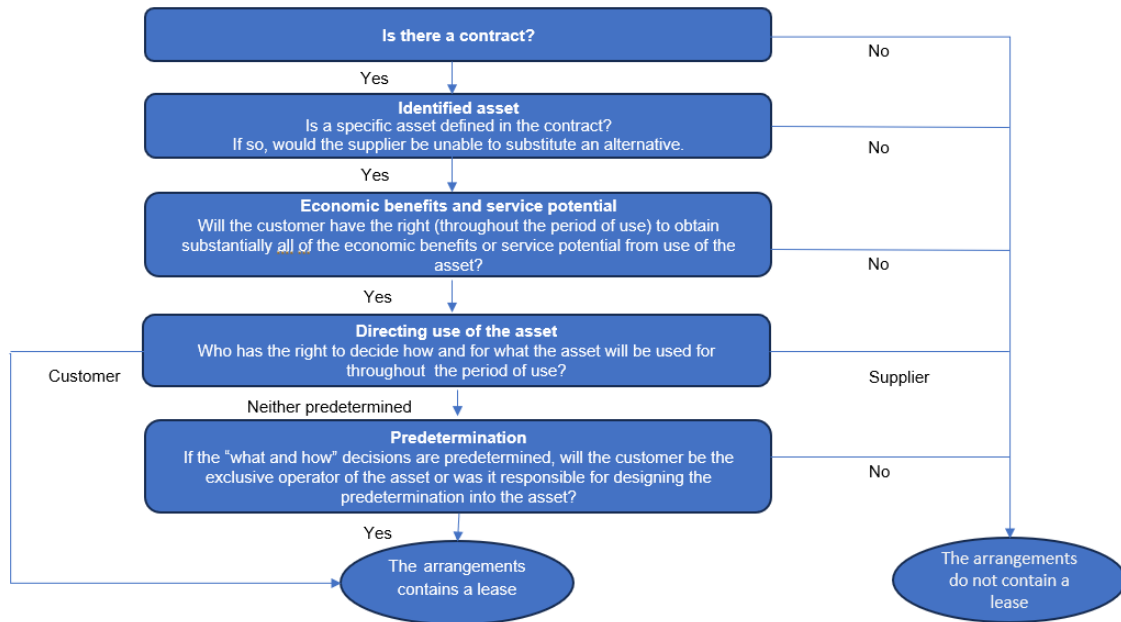 Is there a contract?
No
Yes
Identified asset
Is a specific asset defined in the contract?
If so, would the supplier be unable to substitute an alternative.
No
Yes
Economic benefits and service potential
Will the customer have the right (throughout the period of use) to obtain
substantially all of the economic benefits or service potential from use of the
asset?
No
Yes
Directing use of the asset
Who has the right to decide how and for what the asset will be used for
throughout the period of use?
Customer
Supplier
Neither predetermined
Predetermination
If the “what and how” decisions are predetermined, will the customer be the
exclusive operator of the asset or was it responsible for designing the
predetermination into the asset?
No
Yes
The arrangements
contains a lease
The arrangements
do not contain a
lease